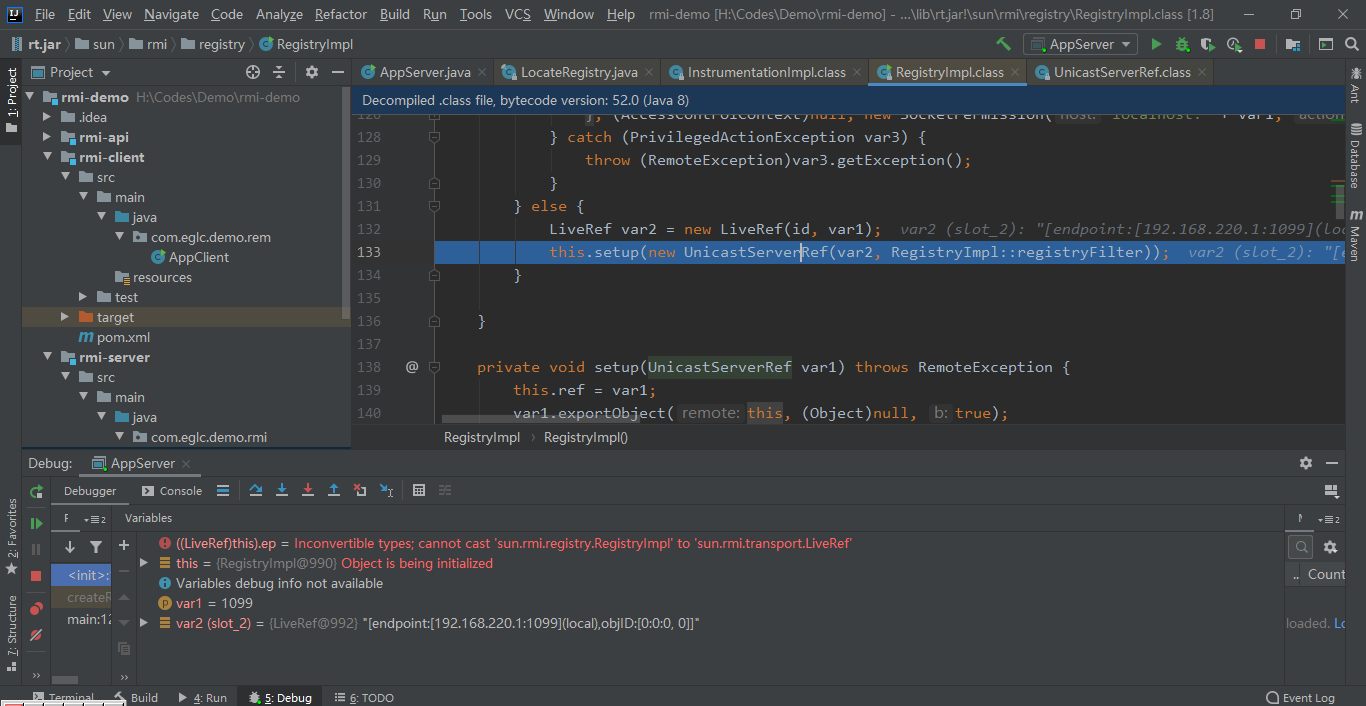 File Edit View Navigate Code Analyze Refactor Build Run Tools VCS Window Help rmi-demo [H:\Codes\Demo\rmi-demo] - ...\lib\rt.jar!\sun\rmi\registry\RegistryImpl.class [1.8]
rt.jar sun rmi registry RegistryImpl AppServer
1: Project
Project
AppServer.java LocateRegistry.java InstrumentationImpl.class RegistryImpl.class UnicastServerRef.class
Ant
Database
Maven
rmi-demo H:\Codes\Demo\rmi-demo
.idea
rmi-api
rmi-client
src
main
java
com.eglc.demo.rem
AppClient
resources
test
target
pom.xml
rmi-server
src
main
java
com.eglc.demo.rmi
Decompiled .class file, bytecode version: 52.0 (Java 8)
}, (AccessControlContext)null, new SocketPermission( host: "localhost:" + var1, action
128 } catch (PrivilegedActionException var3) {
129 throw (RemoteException)var3.getException();
130 }
131 } else {
132 LiveRef var2 = new LiveRef(id, var1); var2 (slot_2): "[endpoint:[192.168.220.1:1099](loc
133 this.setup(new UnicastServerRef(var2, RegistryImpl::registryFilter)); var2 (slot_2): "[e
134 }
135
136 }
137
138 @ private void setup(UnicastServerRef var1) throws RemoteException {
139 this.ref = var1;
140 var1.exportObject( remote: this, (Object)null, b: true);
RegistryImpl RegistryImpl()
Debug: AppServer
Debugger Console
F 2 Variables
2: Favorites
7: Structure
<init>:
createR
main:12
((LiveRef)this).ep = Inconvertible types; cannot cast 'sun.rmi.registry.RegistryImpl' to 'sun.rmi.transport.LiveRef'
this = {RegistryImpl@990} Object is being initialized
Variables debug info not available
var1 = 1099
var2 (slot_2) = {LiveRef@992} "[endpoint:[192.168.220.1:1099](local),objID:[0:0:0, 0]]"
2
.. Count
loaded. Lo
Terminal Build 4: Run 5: Debug 6: TODO Event Log